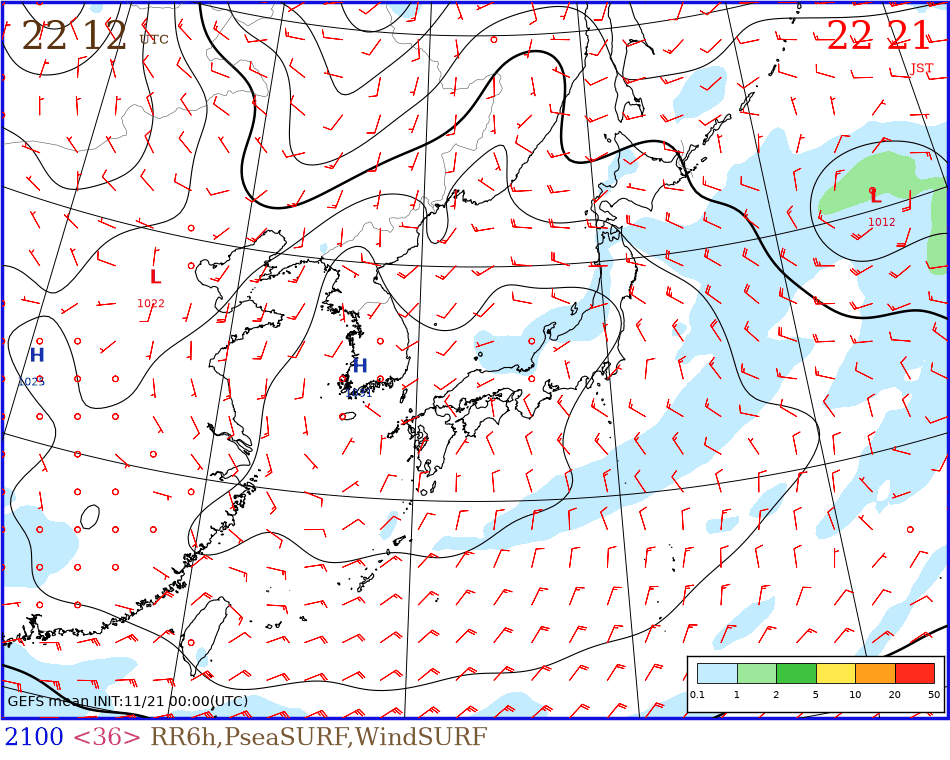 22 12 UTC
22 21
JST
L
1012
L
1022
H
1025
H
GEFS mean INIT:11/21 00:00(UTC)
0.1 1 2 5 10 20 50
2100 <36> RR6h,PseaSURF,WindSURF